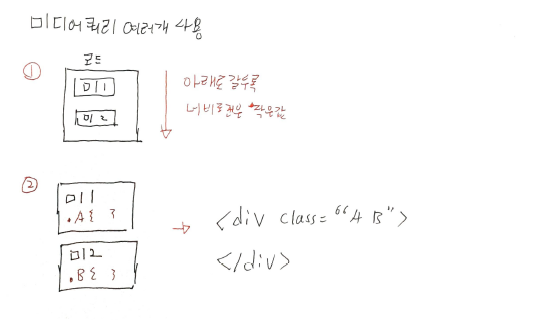 미디어쿼리 여러개 사용
코드
①
미1
미2
아래로 갈수록
너비조건은 작은값
②
미1
.A{ }
미2
.B{ }
→ <div class="A B">
</div>